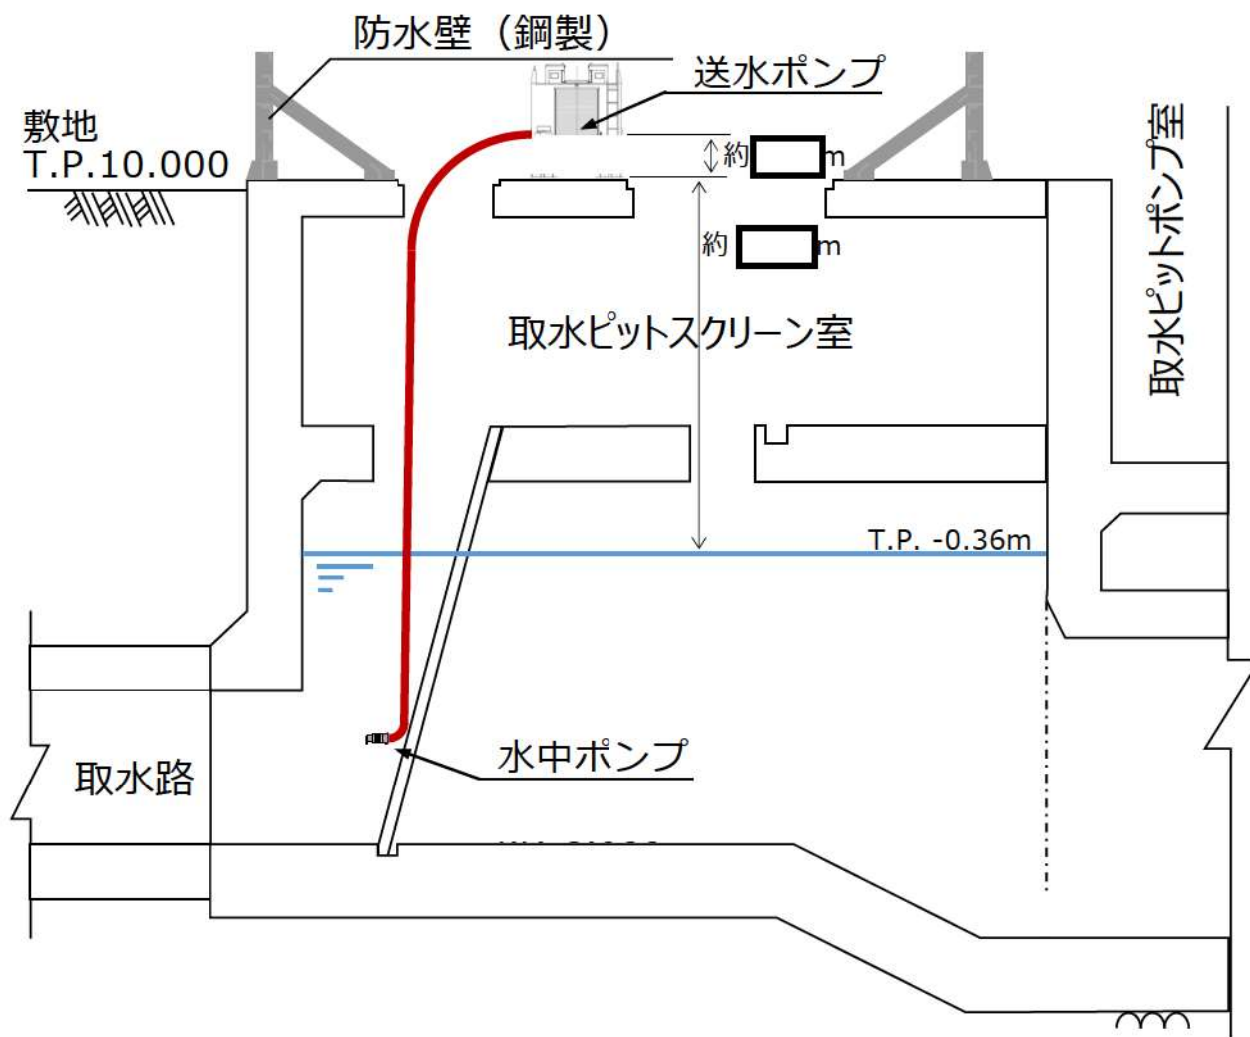 防水壁（鋼製）
送水ポンプ
敷地
T.P.10.000
約 m
約 m
取水ピットポンプ室
取水ピットスクリーン室
T.P. -0.36m
水中ポンプ
取水路